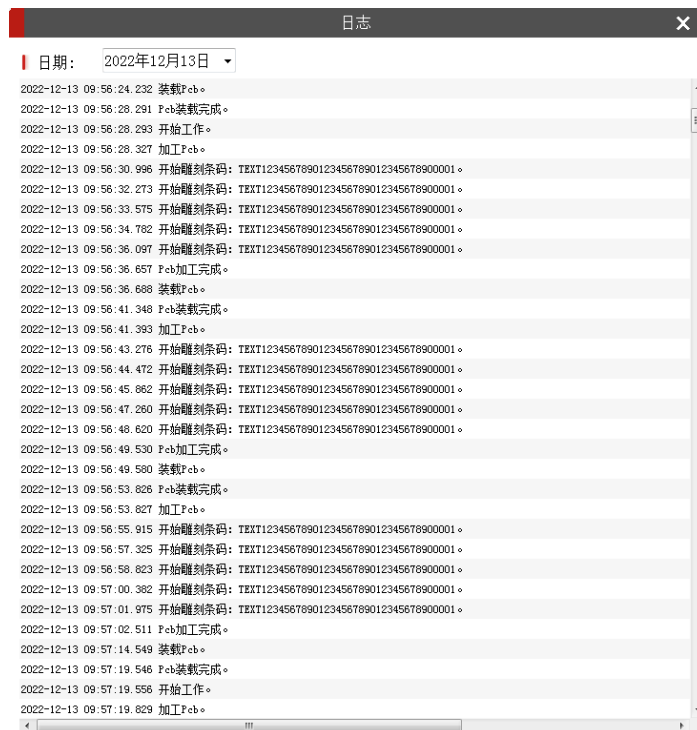 日志
日期: 2022年12月13日
2022-12-13 09:56:24.232 装载Pcb。
2022-12-13 09:56:28.291 Pcb装载完成。
2022-12-13 09:56:28.293 开始工作。
2022-12-13 09:56:28.327 加工Pcb。
2022-12-13 09:56:30.996 开始雕刻条码: TEXT123456789012345678901234567890001。
2022-12-13 09:56:32.273 开始雕刻条码: TEXT123456789012345678901234567890001。
2022-12-13 09:56:33.575 开始雕刻条码: TEXT123456789012345678901234567890001。
2022-12-13 09:56:34.782 开始雕刻条码: TEXT123456789012345678901234567890001。
2022-12-13 09:56:36.097 开始雕刻条码: TEXT123456789012345678901234567890001。
2022-12-13 09:56:36.657 Pcb加工完成。
2022-12-13 09:56:36.688 装载Pcb。
2022-12-13 09:56:41.348 Pcb装载完成。
2022-12-13 09:56:41.393 加工Pcb。
2022-12-13 09:56:43.276 开始雕刻条码: TEXT123456789012345678901234567890001。
2022-12-13 09:56:44.472 开始雕刻条码: TEXT123456789012345678901234567890001。
2022-12-13 09:56:45.862 开始雕刻条码: TEXT123456789012345678901234567890001。
2022-12-13 09:56:47.260 开始雕刻条码: TEXT123456789012345678901234567890001。
2022-12-13 09:56:48.620 开始雕刻条码: TEXT123456789012345678901234567890001。
2022-12-13 09:56:49.530 Pcb加工完成。
2022-12-13 09:56:49.580 装载Pcb。
2022-12-13 09:56:53.826 Pcb装载完成。
2022-12-13 09:56:53.827 加工Pcb。
2022-12-13 09:56:55.915 开始雕刻条码: TEXT123456789012345678901234567890001。
2022-12-13 09:56:57.325 开始雕刻条码: TEXT123456789012345678901234567890001。
2022-12-13 09:56:58.823 开始雕刻条码: TEXT123456789012345678901234567890001。
2022-12-13 09:57:00.382 开始雕刻条码: TEXT123456789012345678901234567890001。
2022-12-13 09:57:01.975 开始雕刻条码: TEXT123456789012345678901234567890001。
2022-12-13 09:57:02.511 Pcb加工完成。
2022-12-13 09:57:14.549 装载Pcb。
2022-12-13 09:57:19.546 Pcb装载完成。
2022-12-13 09:57:19.556 开始工作。
2022-12-13 09:57:19.829 加工Pcb。